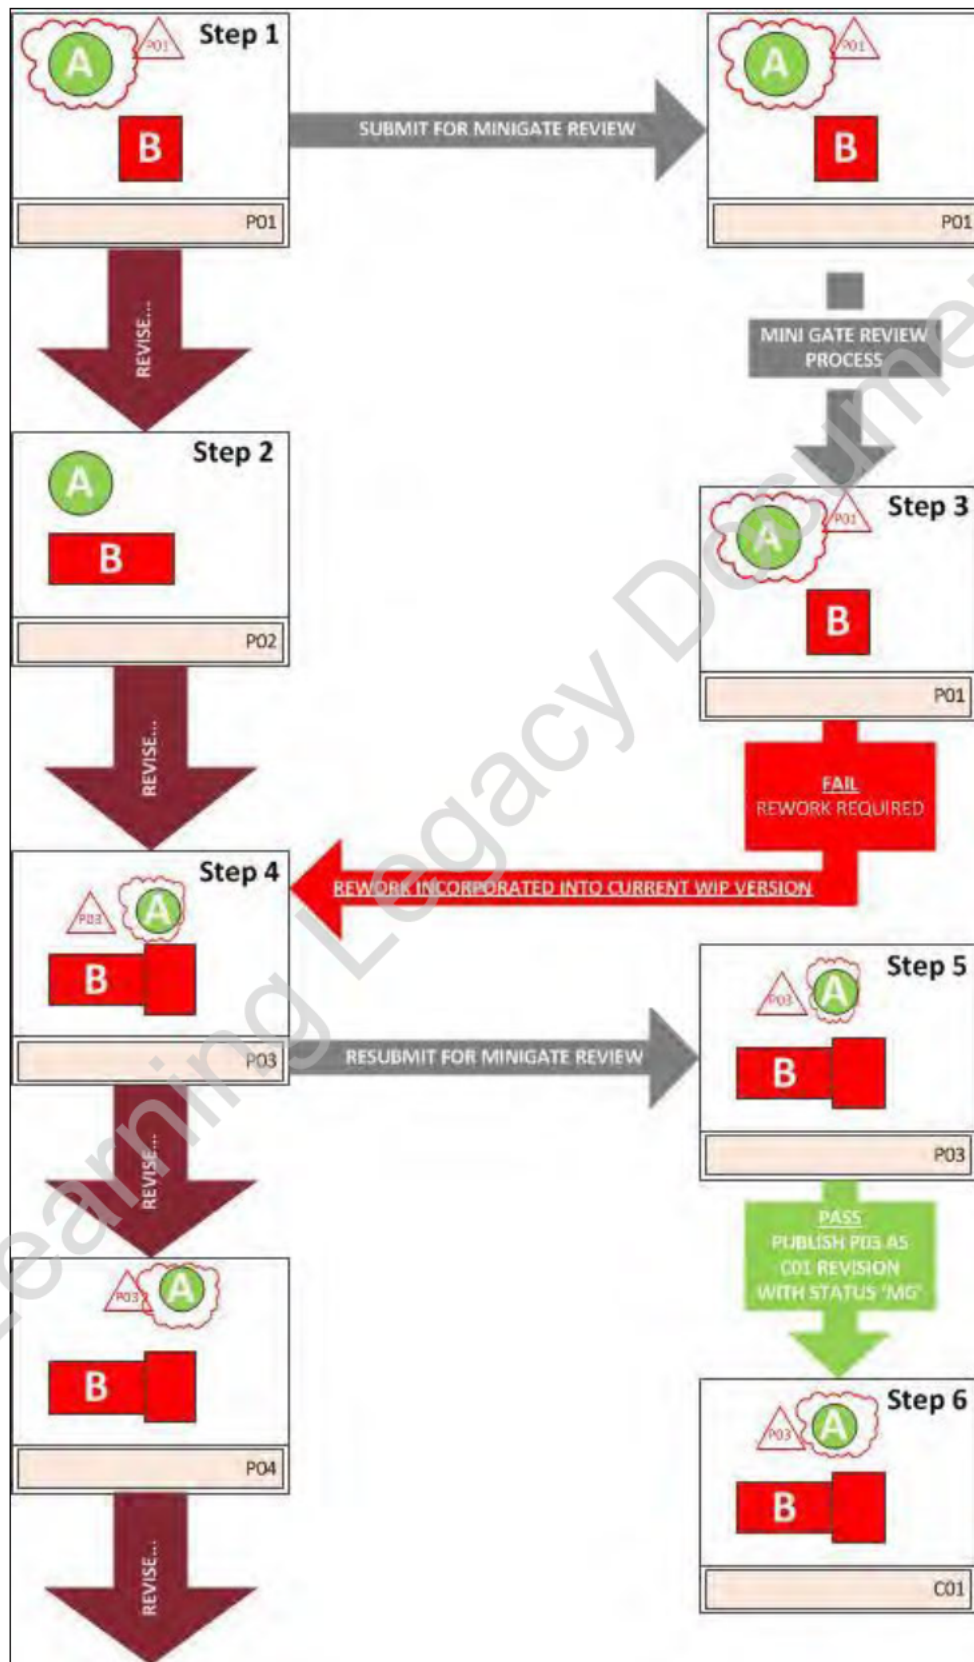 Step 1
A
P01
B
P01
SUBMIT FOR MINIGATE REVIEW
A
P01
B
P01
REVISE...
MINI GATE REVIEW
PROCESS
Step 2
A
B
P02
Step 3
A
P01
B
P01
REVISE...
FAIL
REWORK REQUIRED
REWORK INCORPORATED INTO CURRENT WIP VERSION
Step 4
P03
A
B
P03
RESUBMIT FOR MINIGATE REVIEW
Step 5
P03
A
B
P03
REVISE...
PASS
PUBLISH P03 AS
C01 REVISION
WITH STATUS 'MG'
P03
A
B
P04
Step 6
P03
A
B
C01
REVISE...
Learning Legacy Docume